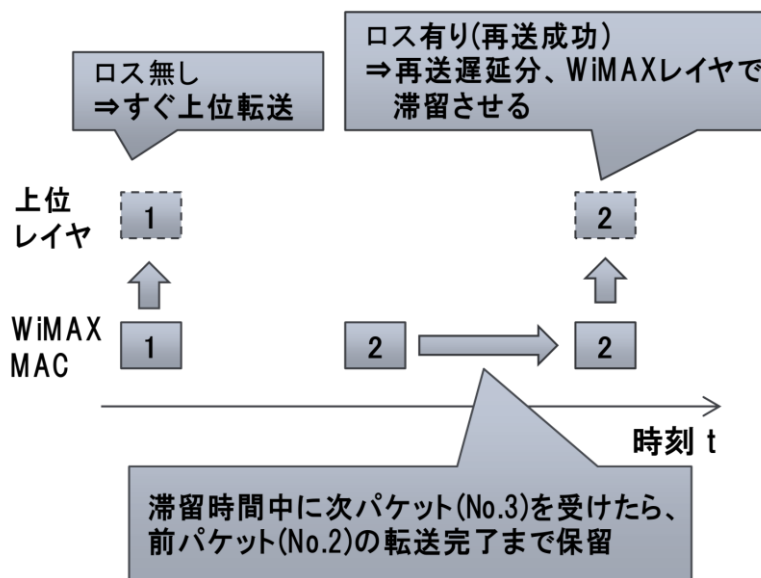 ロス無し
⇒すぐ上位転送
ロス有り(再送成功)
⇒再送遅延分、WiMAXレイヤで
滞留させる
上位
レイヤ
1
2
WiMAX
MAC
1
2
2
時刻 t
滞留時間中に次パケット(No.3)を受けたら、
前パケット(No.2)の転送完了まで保留